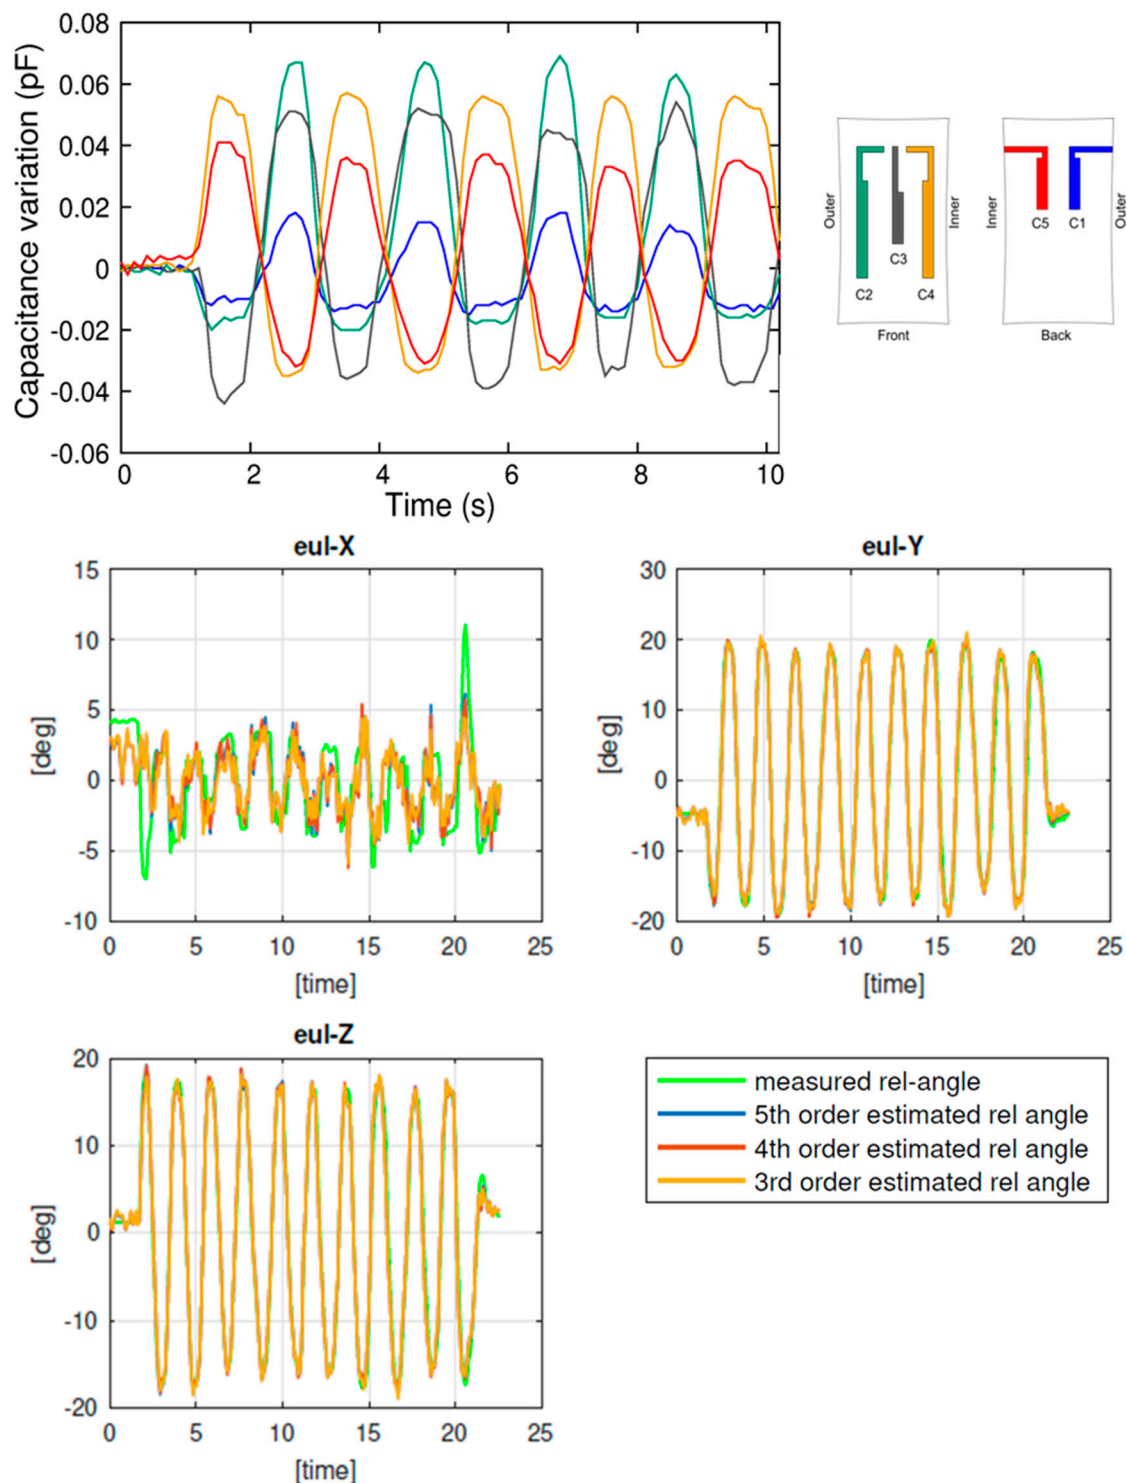 Capacitance variation (pF)
0.08
0.06
0.04
0.02
0
-0.02
-0.04
-0.06
0 2 4 6 8 10
Time (s)
Outer
Inner
C2
C3
C4
Front
Inner
Outer
C5 C1
Back
eul-X
[deg]
15
10
5
0
-5
-10
0 5 10 15 20 25
[time]
eul-Y
[deg]
30
20
10
0
-10
-20
0 5 10 15 20 25
[time]
eul-Z
[deg]
20
10
0
-10
-20
0 5 10 15 20 25
[time]
measured rel-angle
5th order estimated rel angle
4th order estimated rel angle
3rd order estimated rel angle